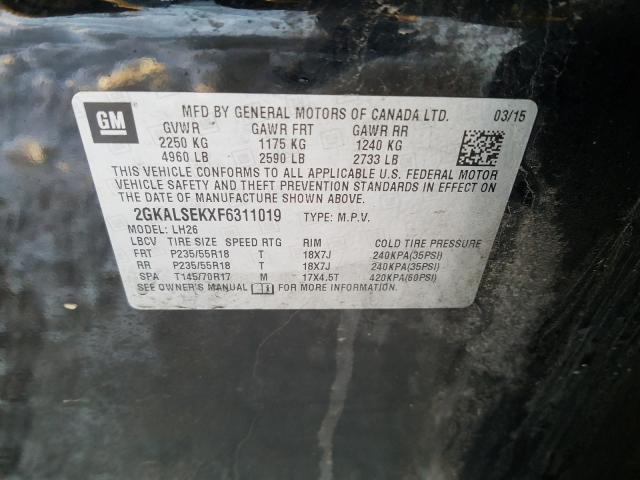 GM
MFD BY GENERAL MOTORS OF CANADA LTD. 03/15
GVWR GAWR FRT GAWR RR
2250 KG 1175 KG 1240 KG
4960 LB 2590 LB 2733 LB
THIS VEHICLE CONFORMS TO ALL APPLICABLE U.S. FEDERAL MOTOR
VEHICLE SAFETY AND THEFT PREVENTION STANDARDS IN EFFECT ON
THE DATE OF MANUFACTURE SHOWN ABOVE.
2GKALSEKXF6311019 TYPE: M.P.V.
MODEL: LH26
LBCV TIRE SIZE SPEED RTG RIM COLD TIRE PRESSURE
FRT P235/55R18 T 18X7J 240KPA(35PSI)
RR P235/55R18 T 18X7J 240KPA(35PSI)
SPA T145/70R17 M 17X4.5T 420KPA(60PSI)
SEE OWNER'S MANUAL FOR MORE INFORMATION.